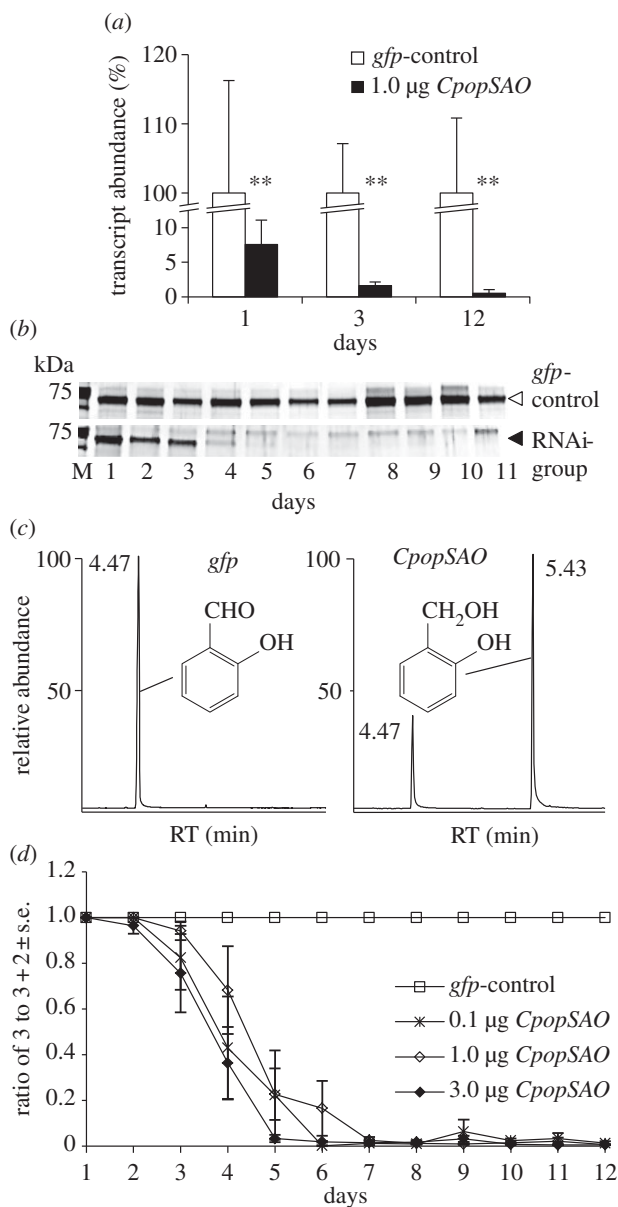 (a)
transcript abundance (%)
120
110
100
10
5
0
gfp-control
1.0 µg CpopSAO
**
**
**
1 3 12
days
(b)
kDa
75
75
gfp-
control
RNAi-
group
M 1 2 3 4 5 6 7 8 9 10 11
days
(c)
relative abundance
100
50
4.47
gfp
CHO
OH
RT (min)
100
50
CpopSAO
5.43
CH2OH
OH
4.47
RT (min)
(d)
ratio of 3 to 3 + 2 ± s.e.
1.2
1.0
0.8
0.6
0.4
0.2
0
gfp-control
0.1 µg CpopSAO
1.0 µg CpopSAO
3.0 µg CpopSAO
1 2 3 4 5 6 7 8 9 10 11 12
days